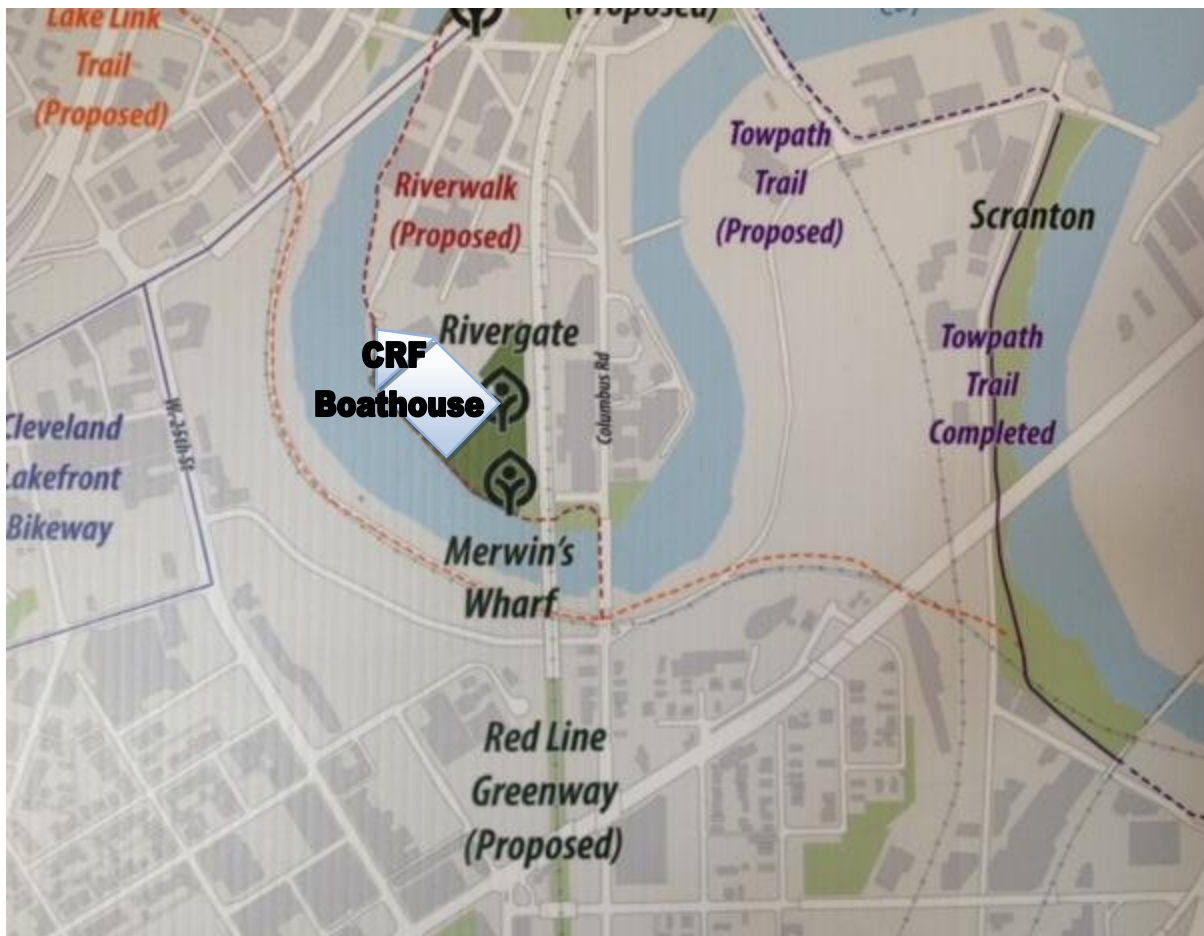 Lake Link
Trail
(Proposed)
(Proposed)
Riverwalk
(Proposed)
Towpath
Trail
(Proposed)
Scranton
Rivergate
CRF
Boathouse
Columbus Rd
Towpath
Trail
Completed
W. 25th St
Cleveland
Lakefront
Bikeway
Merwin's
Wharf
Red Line
Greenway
(Proposed)